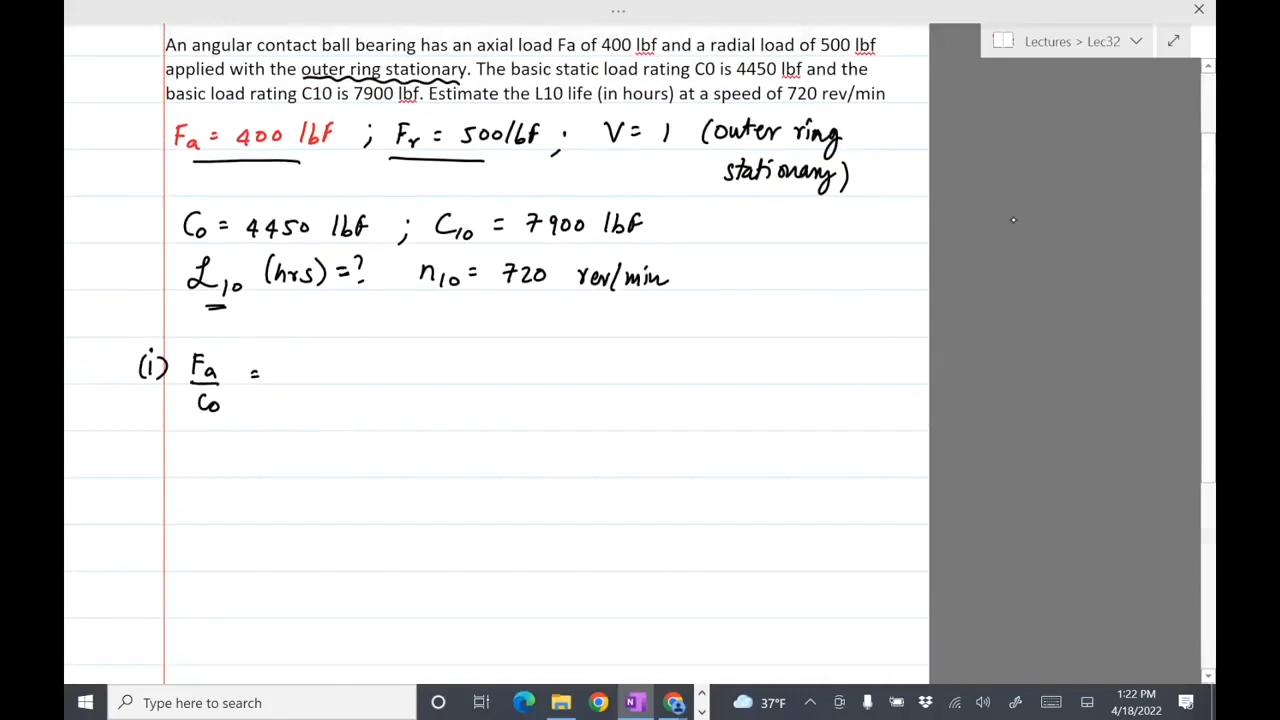 Lectures > Lec32
An angular contact ball bearing has an axial load Fa of 400 lbf and a radial load of 500 lbf
applied with the outer ring stationary. The basic static load rating C0 is 4450 lbf and the
basic load rating C10 is 7900 lbf. Estimate the L10 life (in hours) at a speed of 720 rev/min
Fa = 400 lbf ; Fr = 500 lbf ; V = 1 (outer ring
stationary)
C0 = 4450 lbf ; C10 = 7900 lbf
L10 (hrs) = ? n10 = 720 rev/min
(i) Fa =
C0
Type here to search
37°F
1:22 PM
4/18/2022